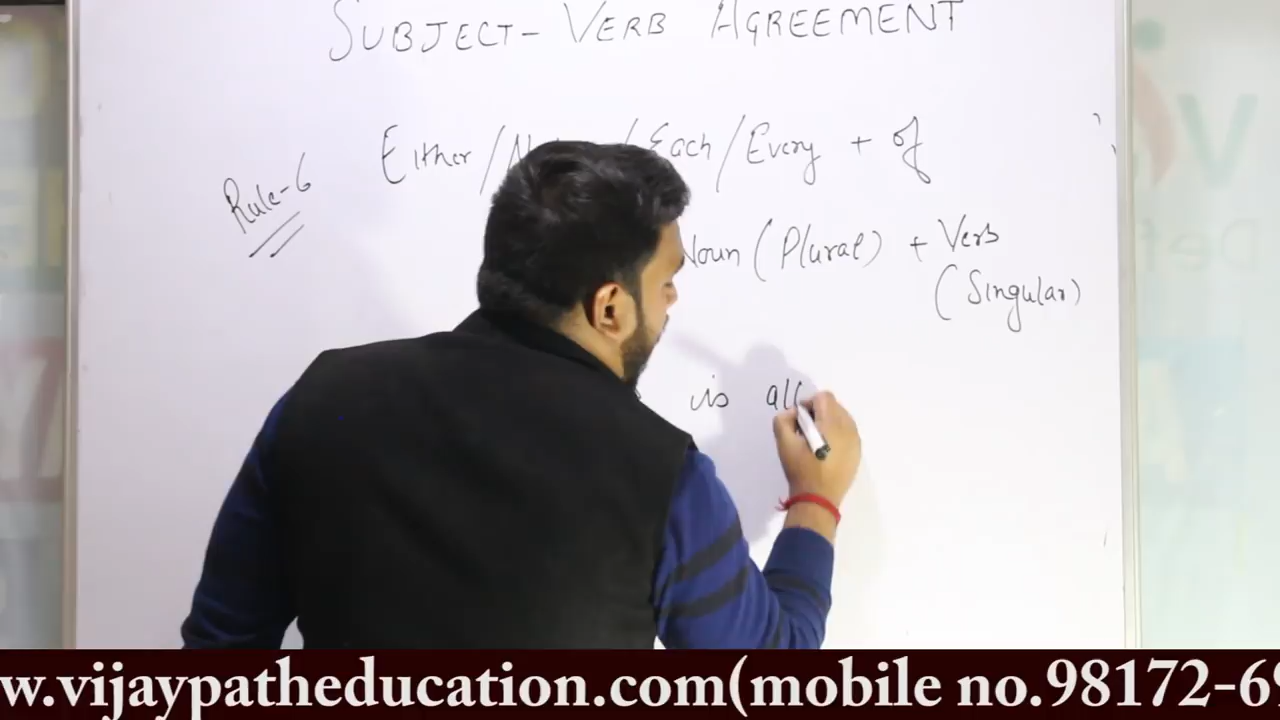 SUBJECT - VERB AGREEMENT
Either / / Each / Every + of
Rule-6
Noun (Plural) + Verb
(Singular)
is all
w.vijaypatheducation.com(mobile no.98172-6